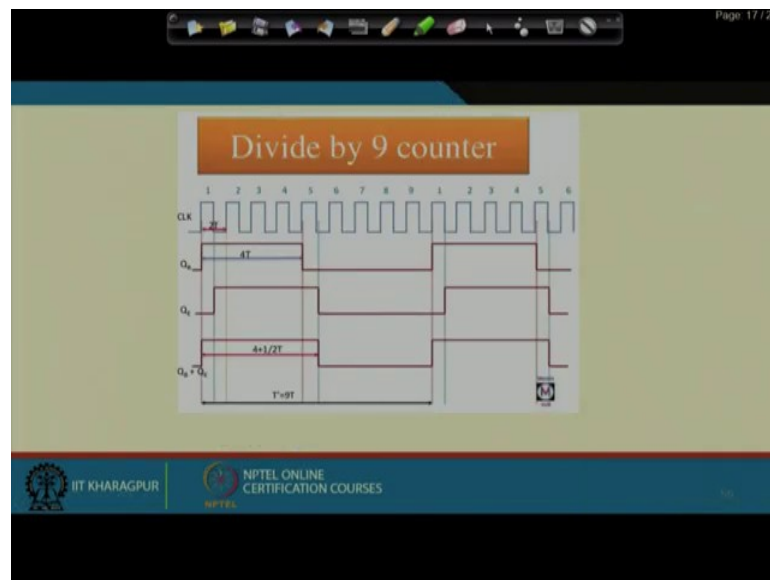 Page: 17/2
Divide by 9 counter
1 2 3 4 5 6 7 8 9 1 2 3 4 5 6
CLK
2T
4T
4+1/2T
T'=9T
M
IIT KHARAGPUR
NPTEL
NPTEL ONLINE
CERTIFICATION COURSES